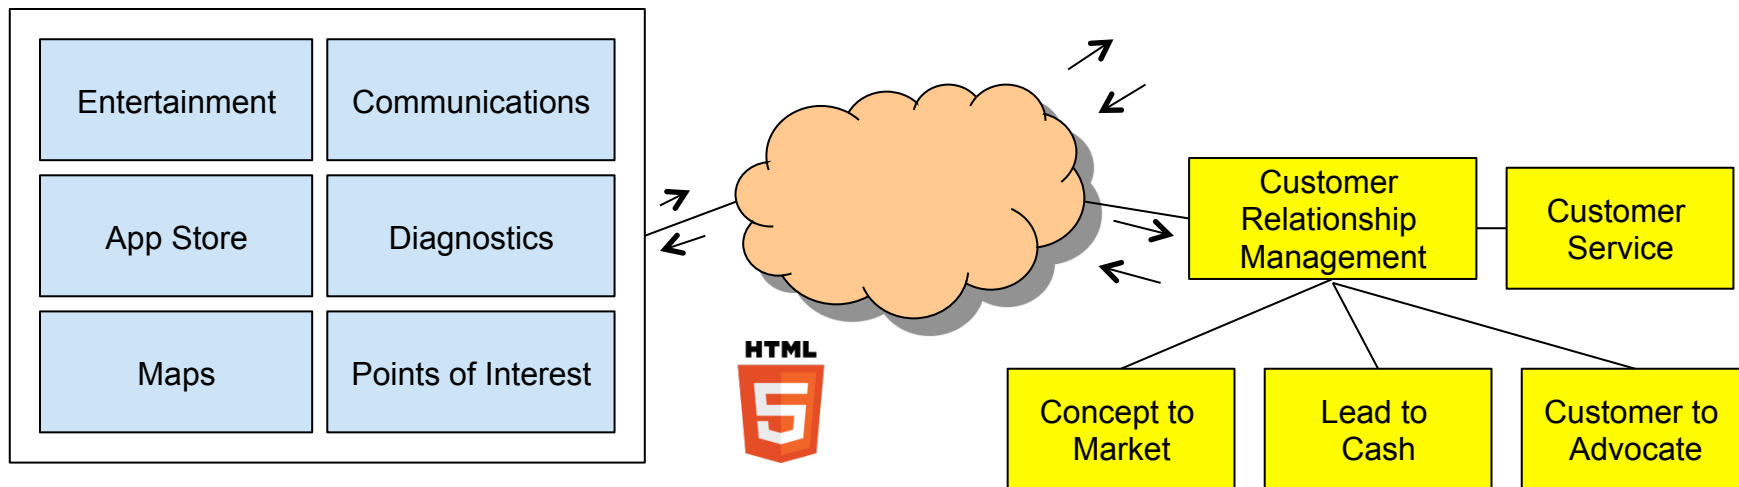 Entertainment
Communications
App Store
Diagnostics
Maps
Points of Interest
HTML
5
Customer
Relationship
Management
Customer
Service
Concept to
Market
Lead to
Cash
Customer to
Advocate